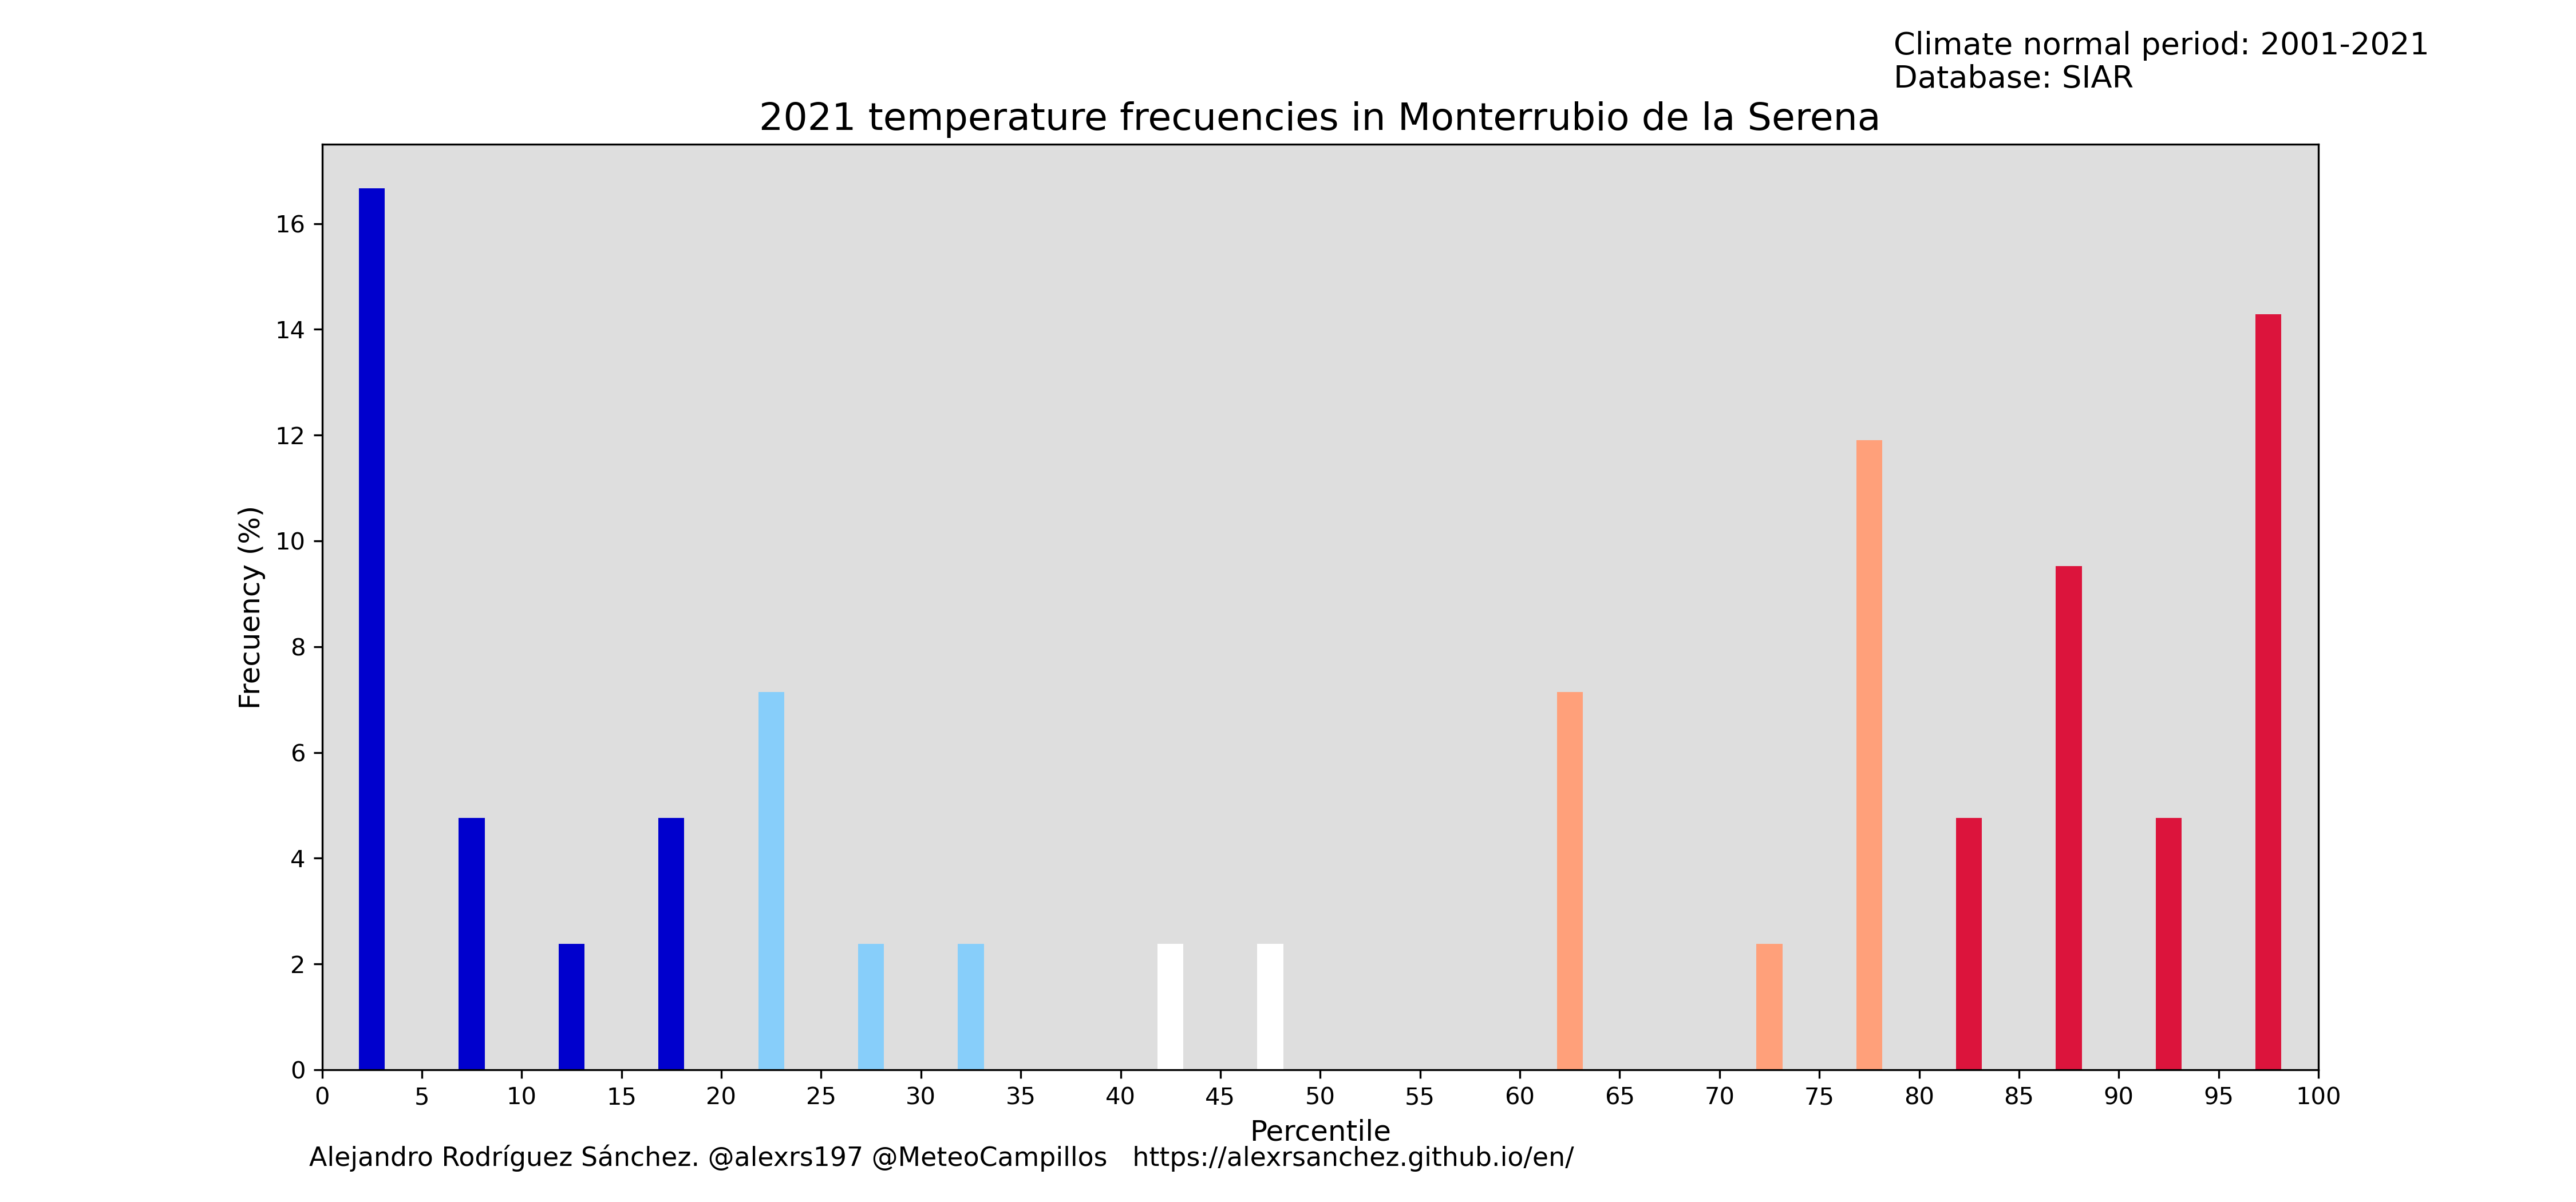 Climate normal period: 2001-2021
Database: SIAR
2021 temperature frecuencies in Monterrubio de la Serena
Frecuency (%)
16
14
12
10
8
6
4
2
0
0 5 10 15 20 25 30 35 40 45 50 55 60 65 70 75 80 85 90 95 100
Percentile
Alejandro Rodríguez Sánchez. @alexrs197 @MeteoCampillos https://alexrsanchez.github.io/en/